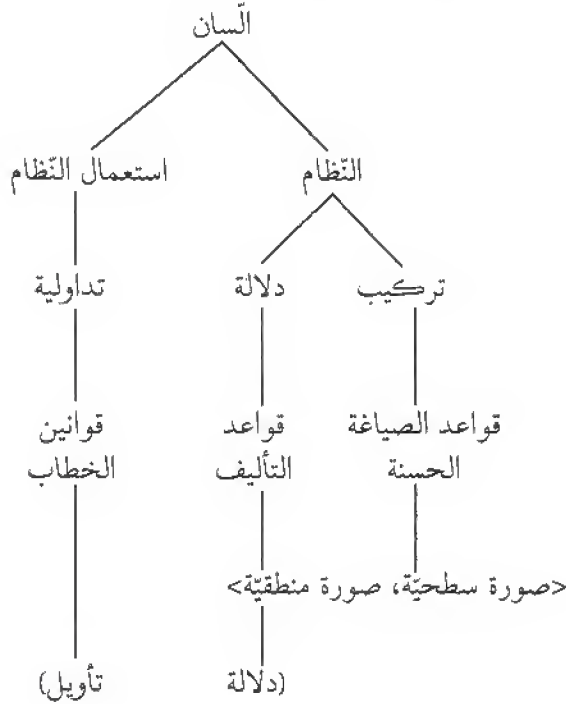 الّسان
النّظام استعمال النّظام
تركيب دلالة تداولية
قواعد الصياغة قواعد قوانين
الحسنة التأليف الخطاب
<صورة سطحيّة، صورة منطقيّة>
(دلالة تأويل)